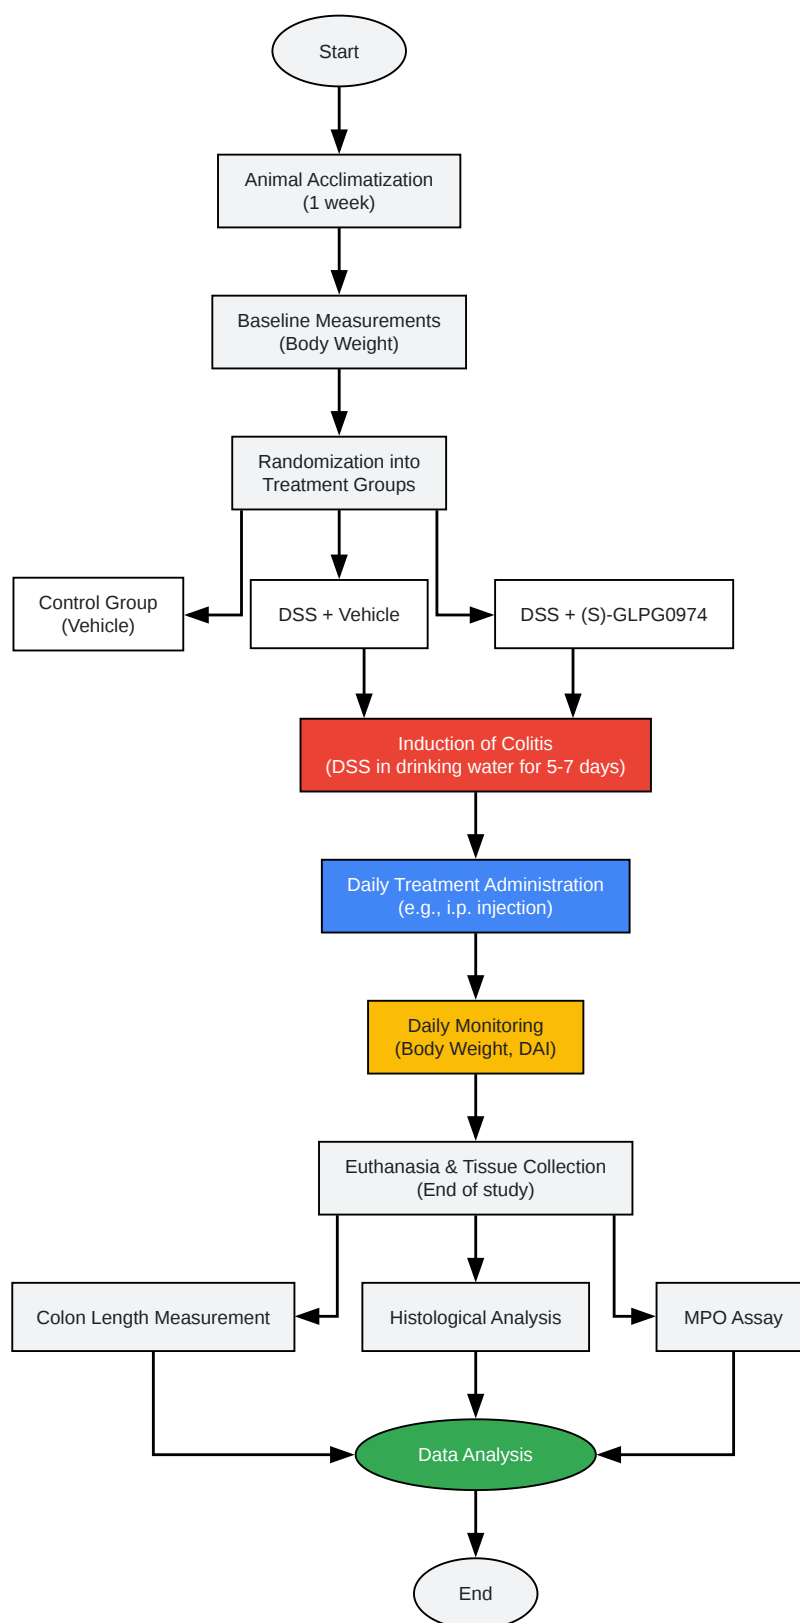 Start
Animal Acclimatization
(1 week)
Baseline Measurements
(Body Weight)
Randomization into
Treatment Groups
Control Group
(Vehicle)
DSS + Vehicle
DSS + (S)-GLPG0974
Induction of Colitis
(DSS in drinking water for 5-7 days)
Daily Treatment Administration
(e.g., i.p. injection)
Daily Monitoring
(Body Weight, DAI)
Euthanasia & Tissue Collection
(End of study)
Colon Length Measurement
Histological Analysis
MPO Assay
Data Analysis
End